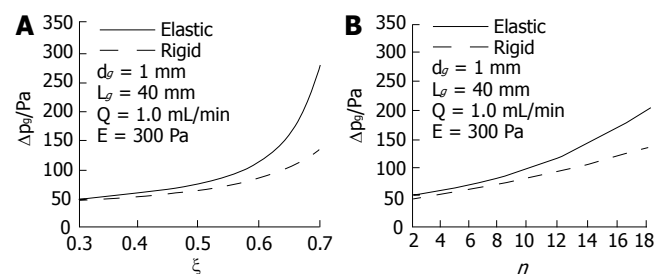 A
Δp𝑔/Pa
350
300
250
200
150
100
50
0
Elastic
Rigid
d𝑔 = 1 mm
L𝑔 = 40 mm
Q = 1.0 mL/min
E = 300 Pa
0.3 0.4 0.5 0.6 0.7
ξ
B
Δp𝑔/Pa
350
300
250
200
150
100
50
0
Elastic
Rigid
d𝑔 = 1 mm
L𝑔 = 40 mm
Q = 1.0 mL/min
E = 300 Pa
2 4 6 8 10 12 14 16 18
n